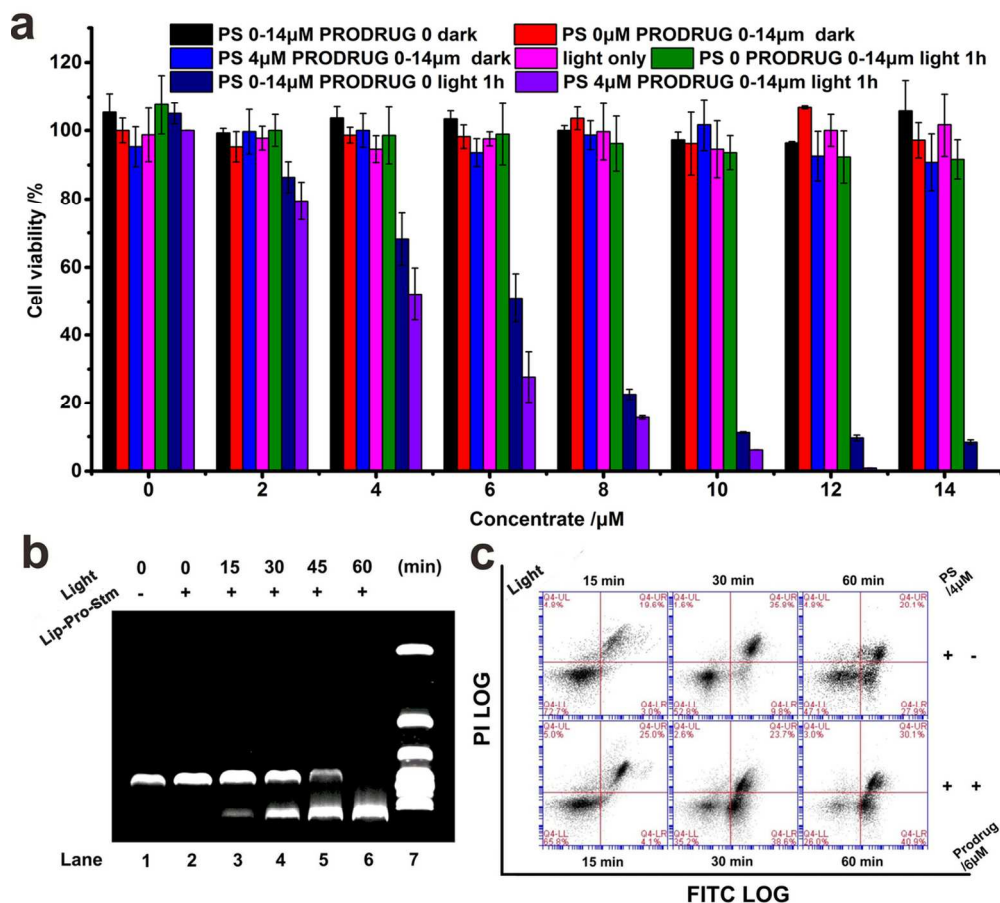 a
PS 0-14μM PRODRUG 0 dark
PS 0μM PRODRUG 0-14μm dark
PS 4μM PRODRUG 0-14μm dark
light only
PS 0 PRODRUG 0-14μm light 1h
PS 0-14μM PRODRUG 0 light 1h
PS 4μM PRODRUG 0-14μm light 1h
Cell viability /%
120
100
80
60
40
20
0
0 2 4 6 8 10 12 14
Concentrate /μM
b
Light 0 0 15 30 45 60 (min)
Lip-Pro-Stm - + + + + +
Lane 1 2 3 4 5 6 7
c
Light
15 min 30 min 60 min
PS
/4μM
Q4-UL Q4-UR Q4-UL Q4-UR Q4-UL Q4-UR
4.9% 19.6% 1.6% 35.9% 4.9% 20.1%
+ -
Q4-LL Q4-LR Q4-LL Q4-LR Q4-LL Q4-LR
72.7% 3.0% 52.8% 9.8% 47.1% 27.9%
Q4-UL Q4-UR Q4-UL Q4-UR Q4-UL Q4-UR
5.0% 25.0% 2.6% 23.7% 3.0% 30.1%
+ +
Q4-LL Q4-LR Q4-LL Q4-LR Q4-LL Q4-LR
65.8% 4.1% 35.2% 38.6% 26.0% 40.9%
15 min 30 min 60 min
Prodrug
/6μM
PI LOG
FITC LOG